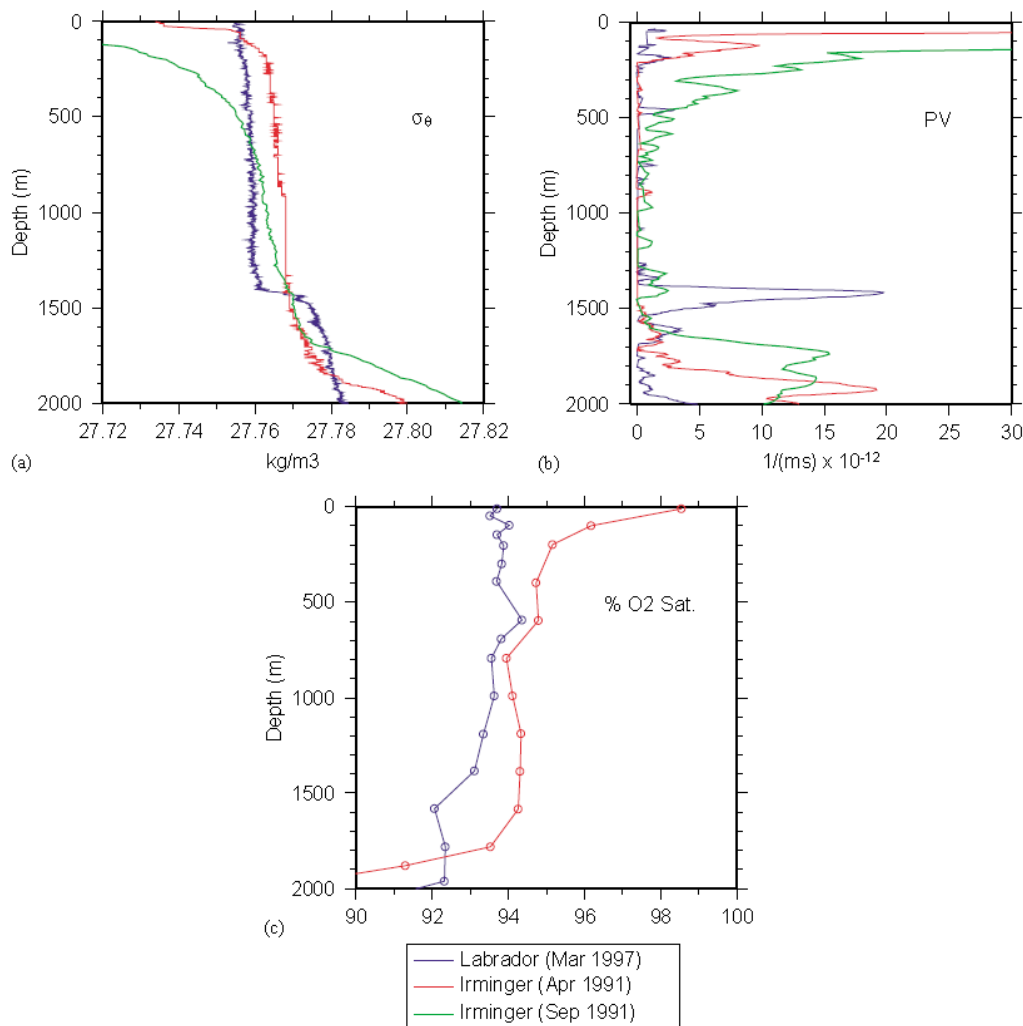 0
500
1000
1500
2000
Depth (m)
σθ
27.72 27.74 27.76 27.78 27.80 27.82
kg/m3
(a)
0
500
1000
1500
2000
Depth (m)
PV
0 5 10 15 20 25 30
1/(ms) x 10-12
(b)
0
500
1000
1500
2000
Depth (m)
% O2 Sat.
90 92 94 96 98 100
(c)
Labrador (Mar 1997)
Irminger (Apr 1991)
Irminger (Sep 1991)